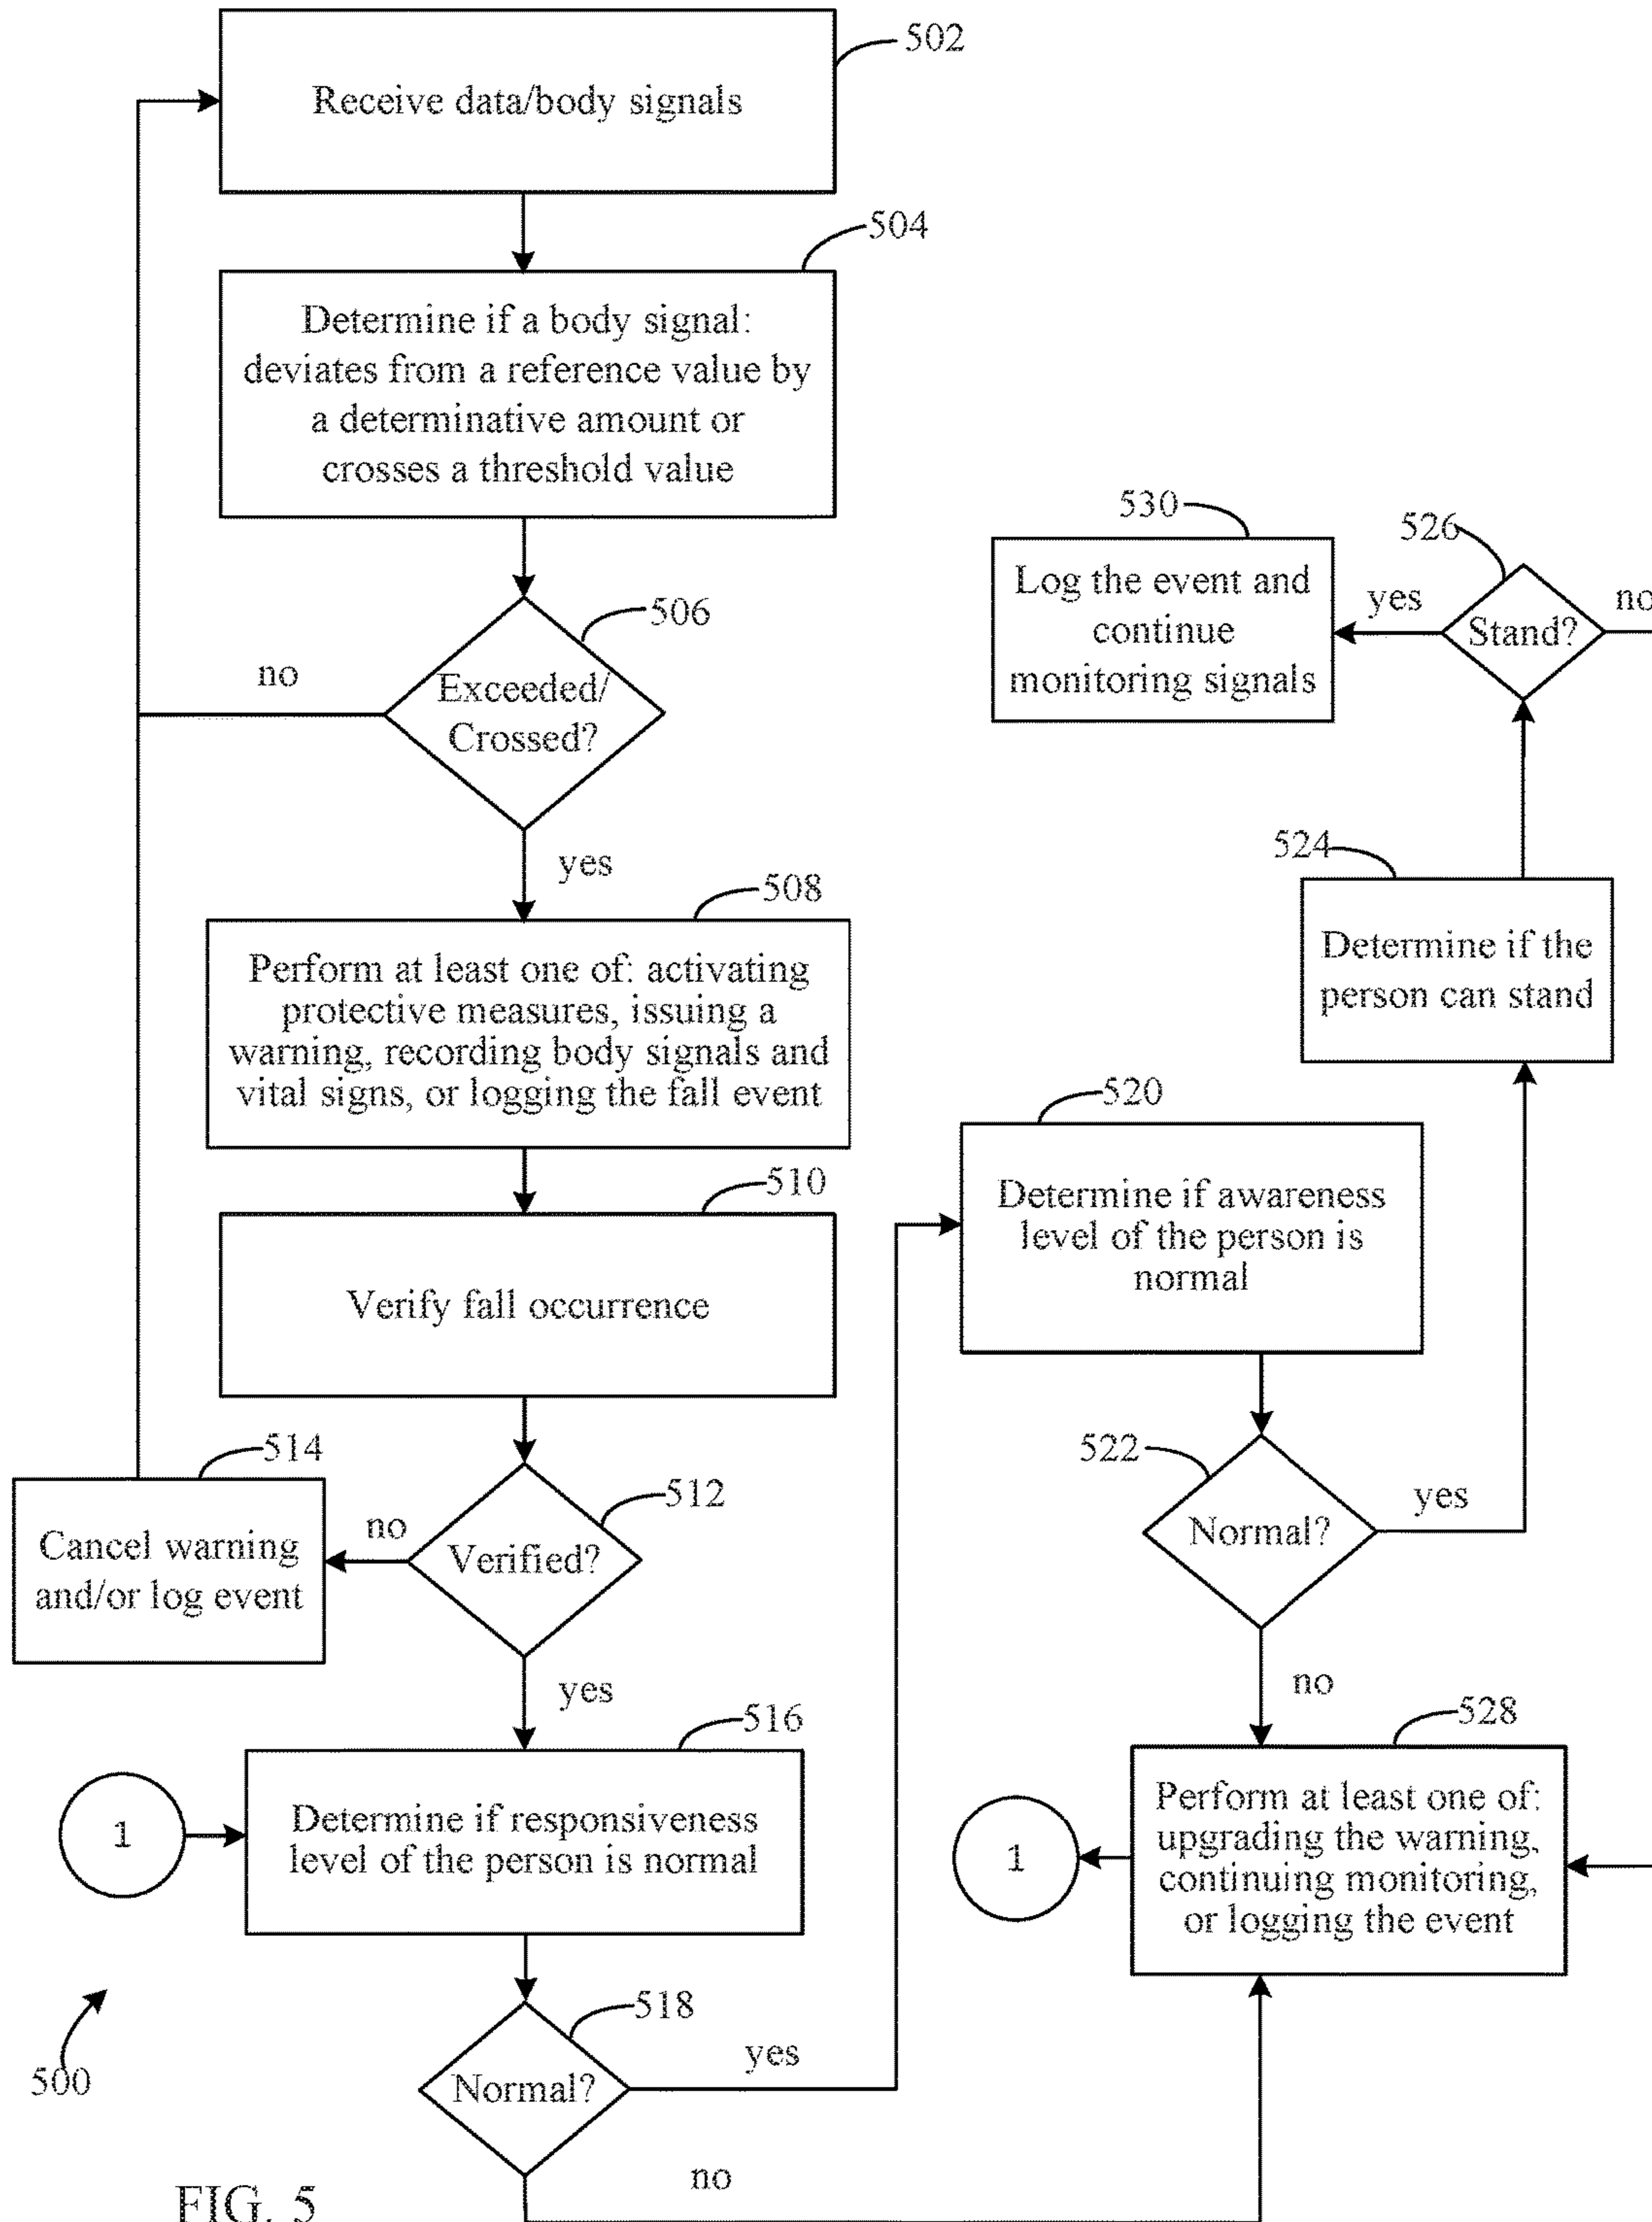 502
Receive data/body signals
504
Determine if a body signal:
deviates from a reference value by
a determinative amount or
crosses a threshold value
506
Exceeded/
Crossed?
no
yes
508
Perform at least one of: activating
protective measures, issuing a
warning, recording body signals and
vital signs, or logging the fall event
510
Verify fall occurrence
512
Verified?
no
514
Cancel warning
and/or log event
yes
516
1
Determine if responsiveness
level of the person is normal
518
Normal?
yes
no
500
FIG. 5
520
Determine if awareness
level of the person is
normal
522
Normal?
yes
no
524
Determine if the
person can stand
526
Stand?
yes
no
530
Log the event and
continue
monitoring signals
528
Perform at least one of:
upgrading the warning,
continuing monitoring,
or logging the event
1